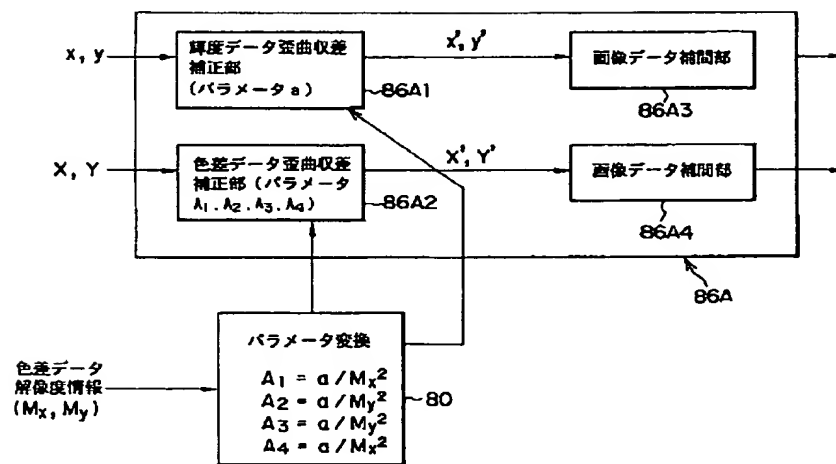 x, y
輝度データ歪曲収差
補正部
(パラメータa)
86A1
x', y'
画像データ補間部
86A3
X, Y
色差データ歪曲収差
補正部(パラメータ
A₁.A₂.A₃.A₄)
86A2
X', Y'
画像データ補間部
86A4
86A
色差データ
解像度情報
(Mx, My)
パラメータ変換
A₁ = a/Mx²
A₂ = a/My²
A₃ = a/My²
A₄ = a/Mx²
80